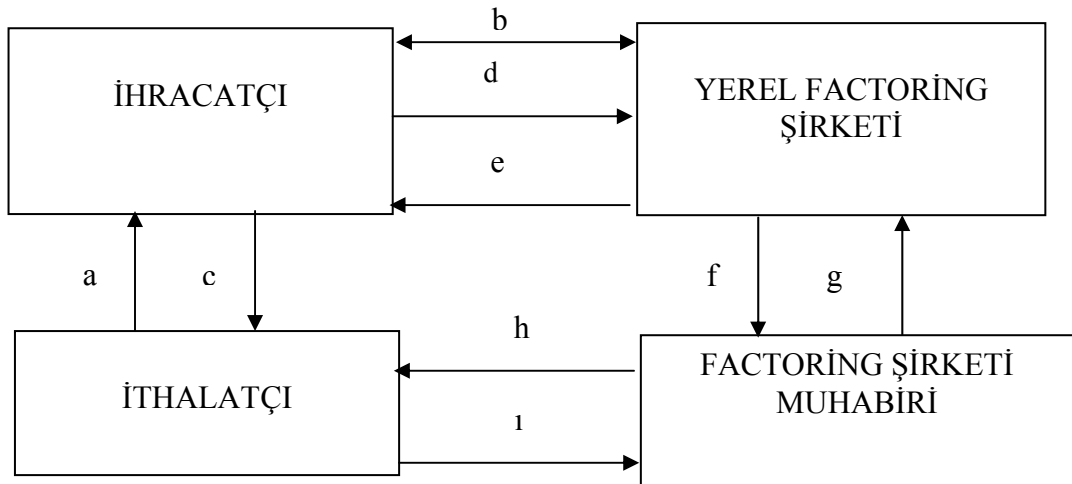 b
İHRACATÇI
d
YEREL FACTORİNG
ŞİRKETİ
e
a
c
f
g
h
İTHALATÇI
FACTORİNG ŞİRKETİ
MUHABİRİ
ı